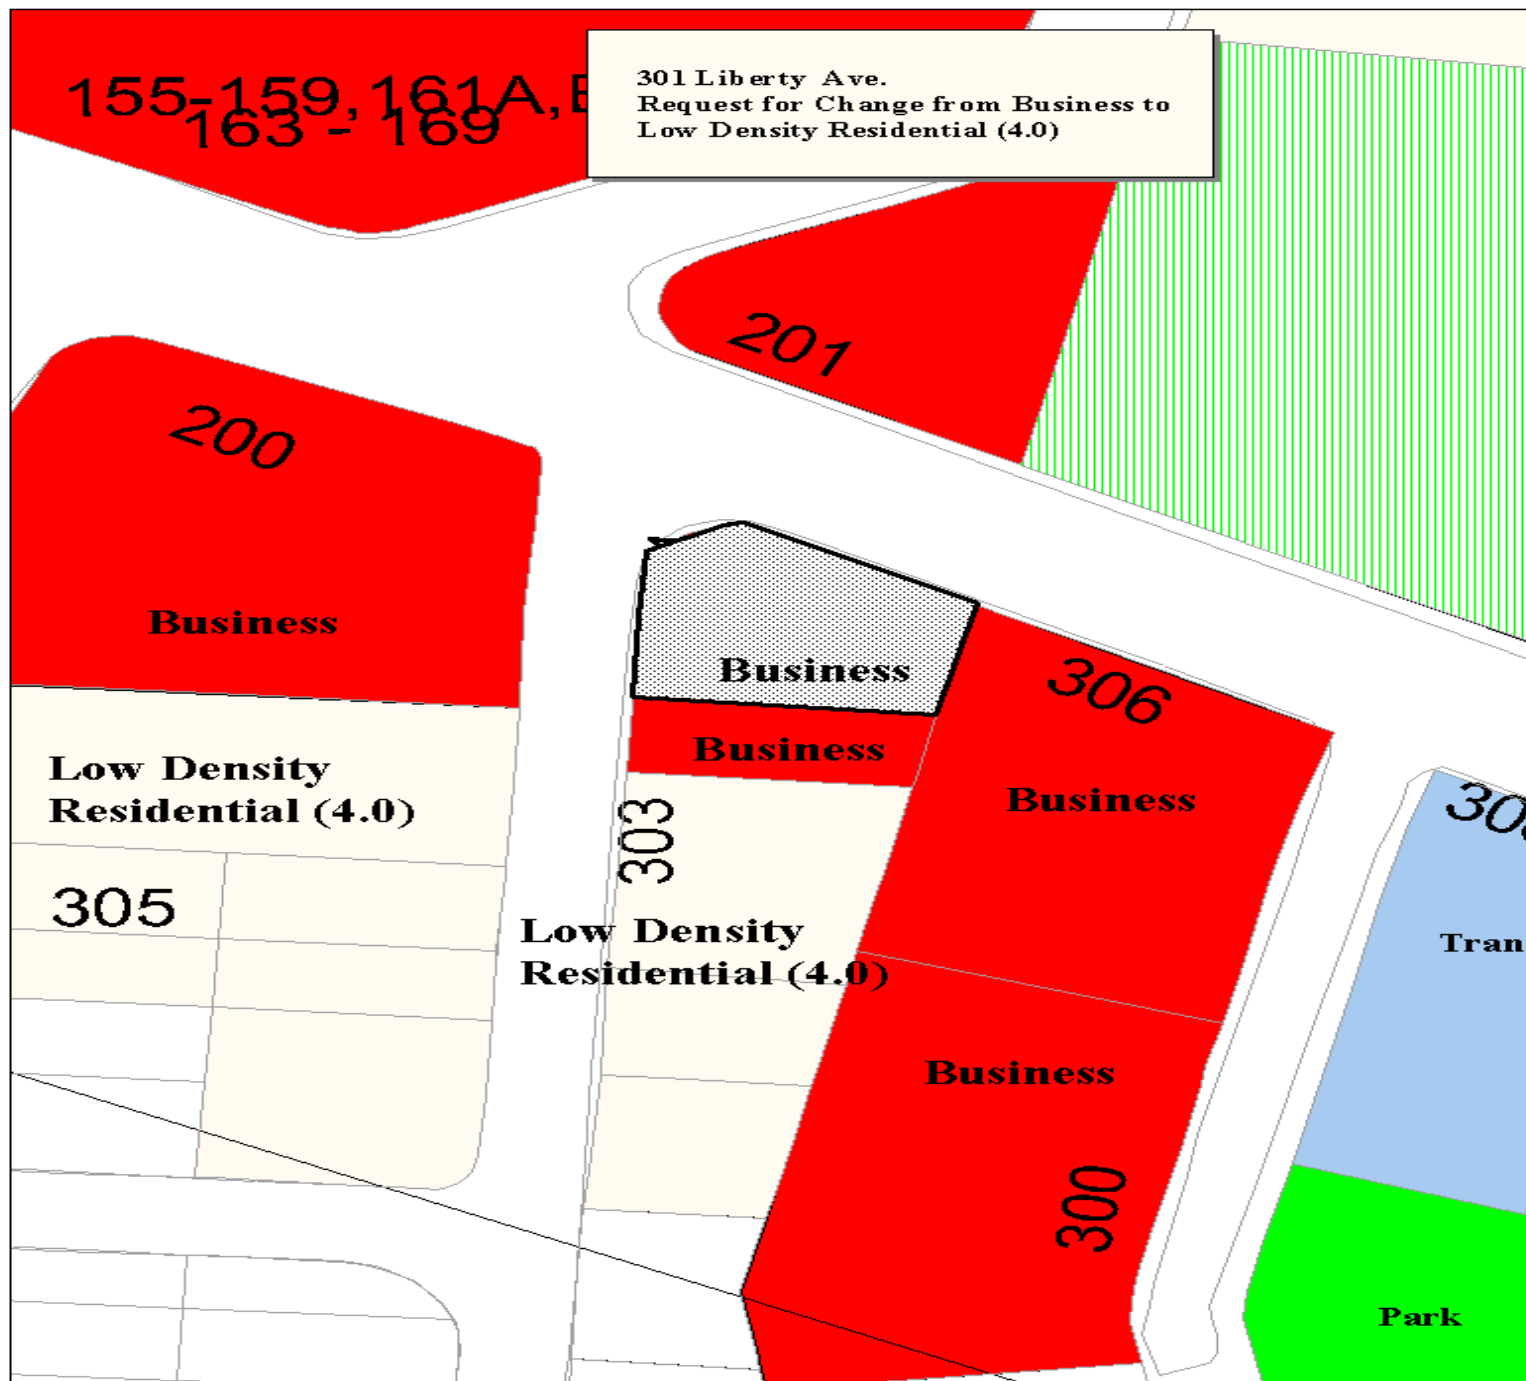 155-159, 161A,
163 - 169
301 Liberty Ave.
Request for Change from Business to
Low Density Residential (4.0)
201
200
Business
Business
306
Business
Business
Low Density
Residential (4.0)
303
305
Low Density
Residential (4.0)
Tran
Business
300
Park